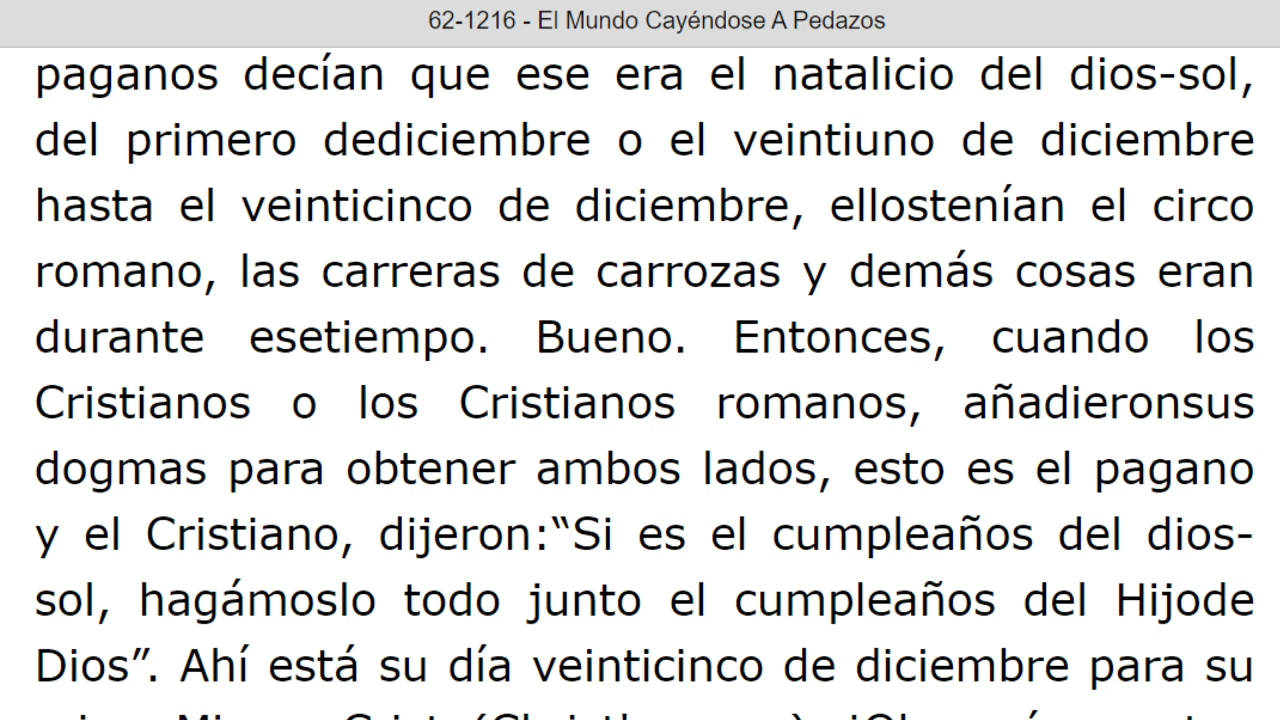 62-1216 - El Mundo Cayéndose A Pedazos
paganos decían que ese era el natalicio del dios-sol,
del primero dediciembre o el veintiuno de diciembre
hasta el veinticinco de diciembre, ellostenían el circo
romano, las carreras de carrozas y demás cosas eran
durante esetiempo. Bueno. Entonces, cuando los
Cristianos o los Cristianos romanos, añadieronsus
dogmas para obtener ambos lados, esto es el pagano
y el Cristiano, dijeron:“Si es el cumpleaños del dios-
sol, hagámoslo todo junto el cumpleaños del Hijode
Dios”. Ahí está su día veinticinco de diciembre para su